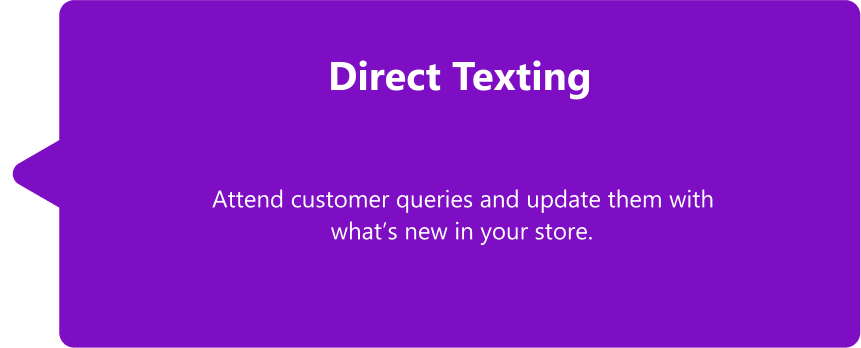 Direct Texting
Attend customer queries and update them with
what’s new in your store.